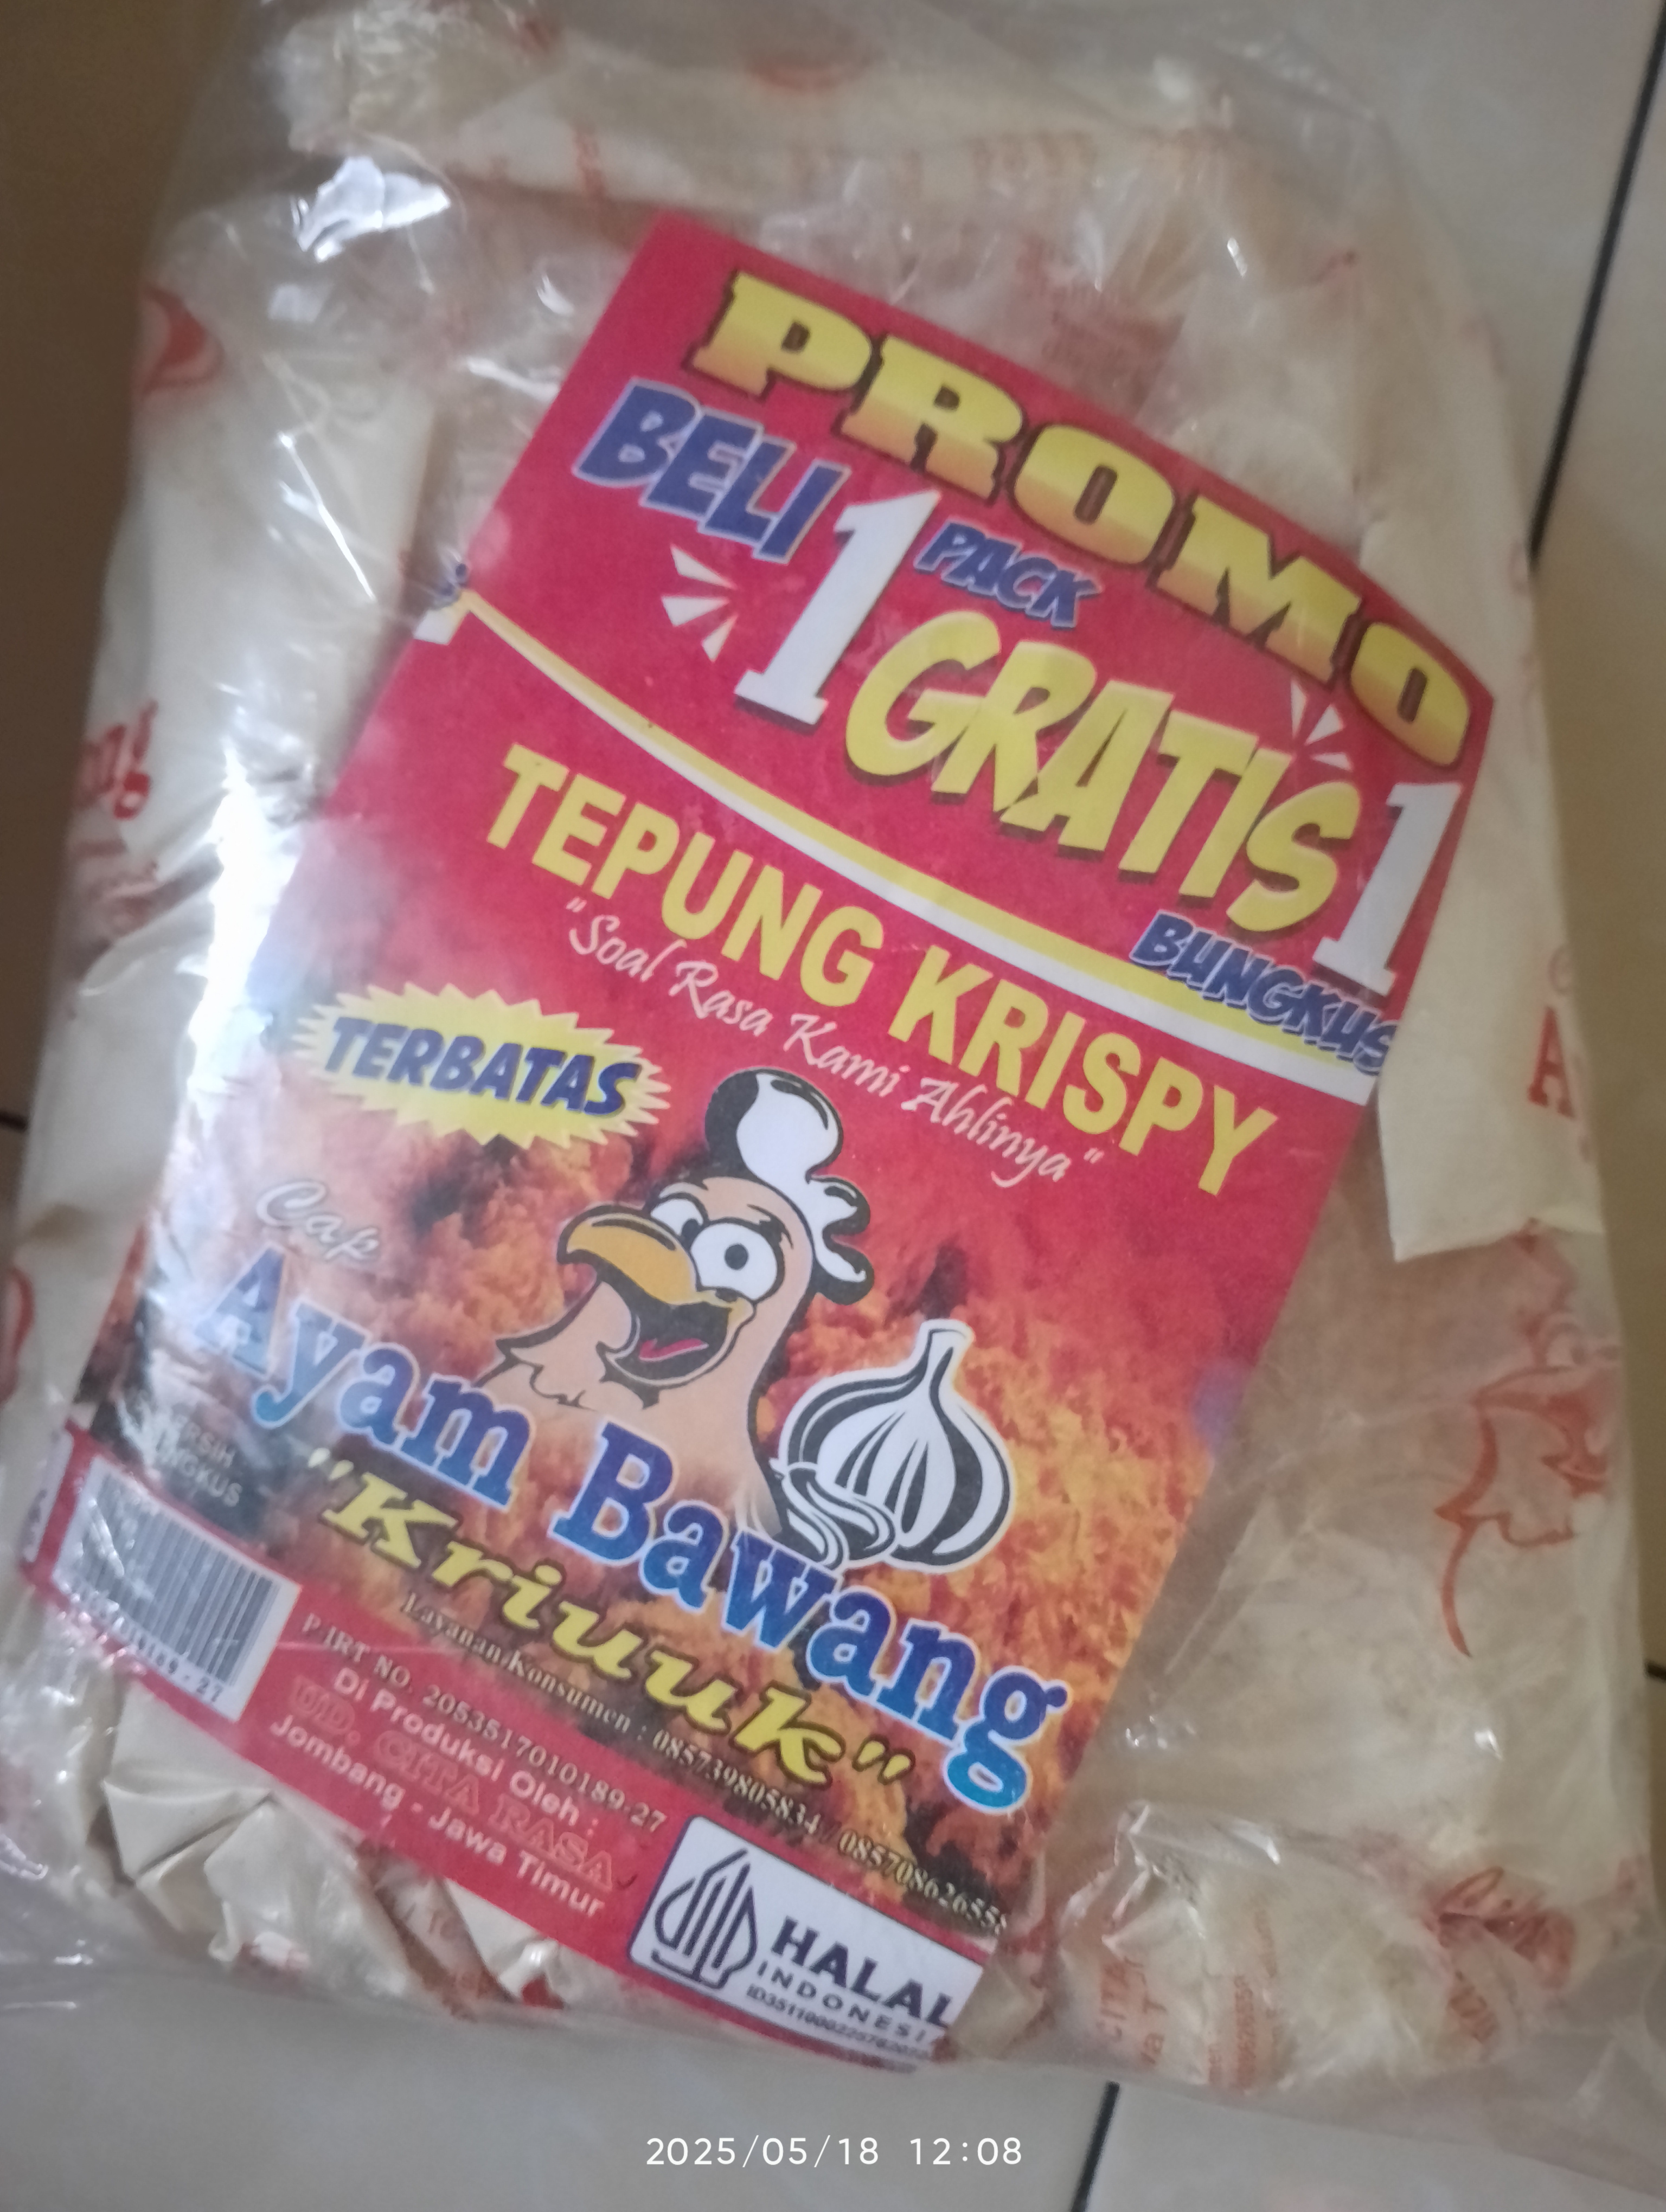 PROMO
BELI 1 PACK
GRATIS 1
BUNGKUS
TEPUNG KRISPY
"Soal Rasa Kami Ahlinya"
TERBATAS
Cap
Ayam Bawang
"Kriuuk"
Layanan Konsumen : 085739805834 /
P-IRT NO. 2053517010189-27
Di Produksi Oleh :
UD. CITA RASA
Jombang - Jawa Timur
HALAL
INDONESIA
2025/05/18 12:08